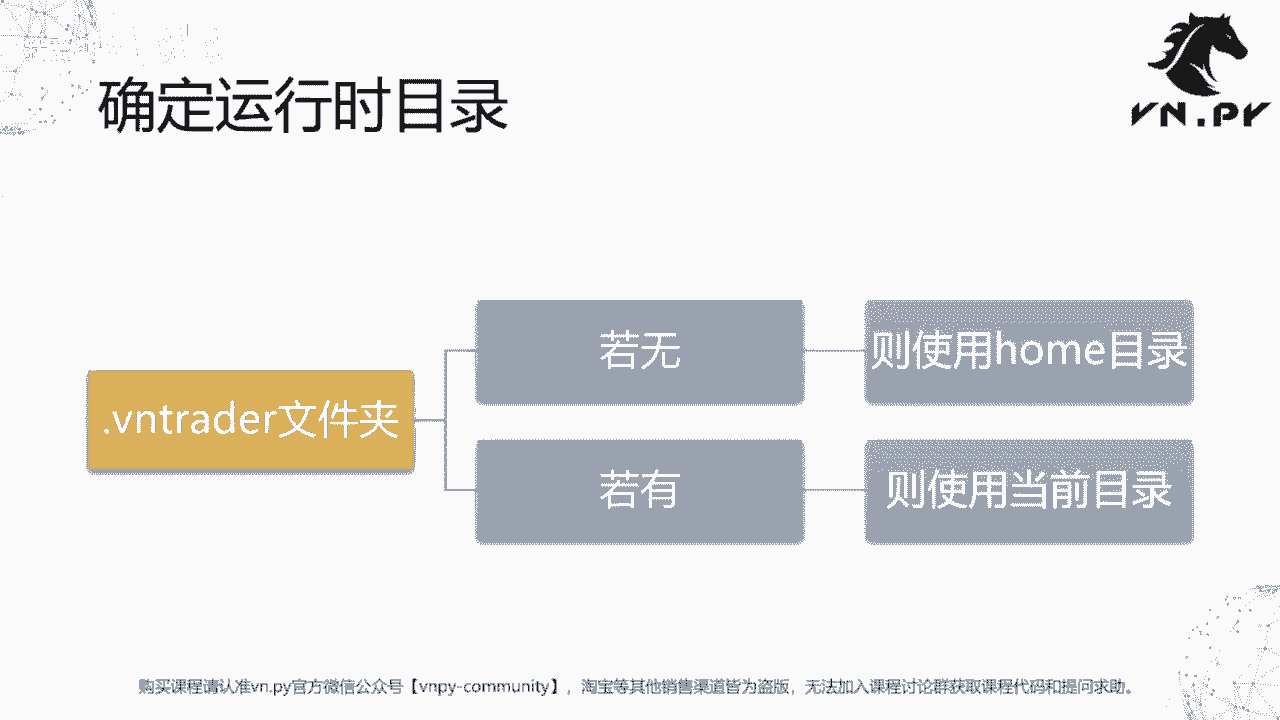 确定运行时目录
VN.PY
.vntrader文件夹
若无
则使用home目录
若有
则使用当前目录
购买课程请认准vn.py官方微信公众号【vnpy-community】，淘宝等其他销售渠道皆为盗版，无法加入课程讨论群获取课程代码和提问求助。